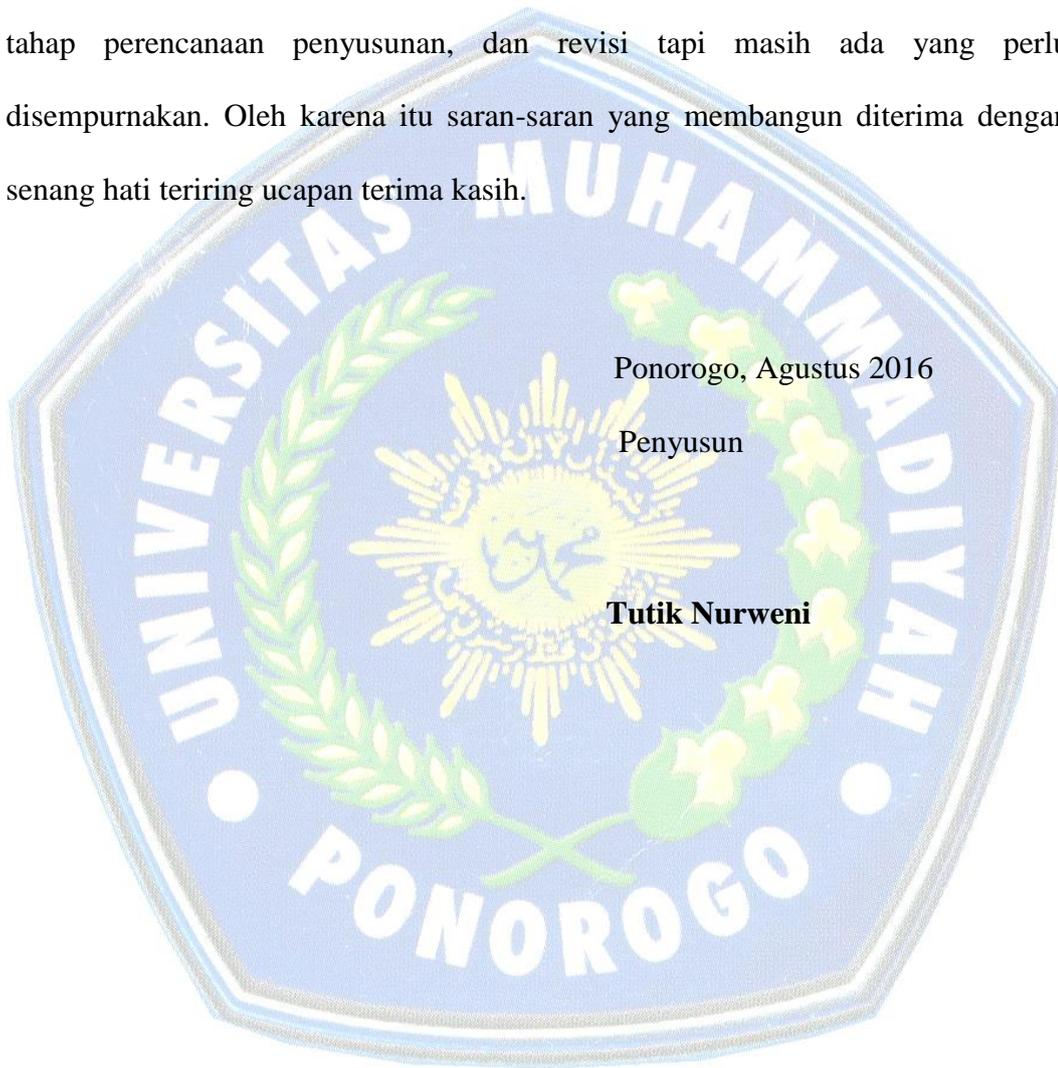 tahap perencanaan penyusunan, dan revisi tapi masih ada yang perlu
disempurnakan. Oleh karena itu saran-saran yang membangun diterima dengan
senang hati teriring ucapan terima kasih.
UNIVERSITAS MUHAMMADIYAH
Ponorogo, Agustus 2016
Penyusun
محمد
Tutik Nurweni
PONOROGO